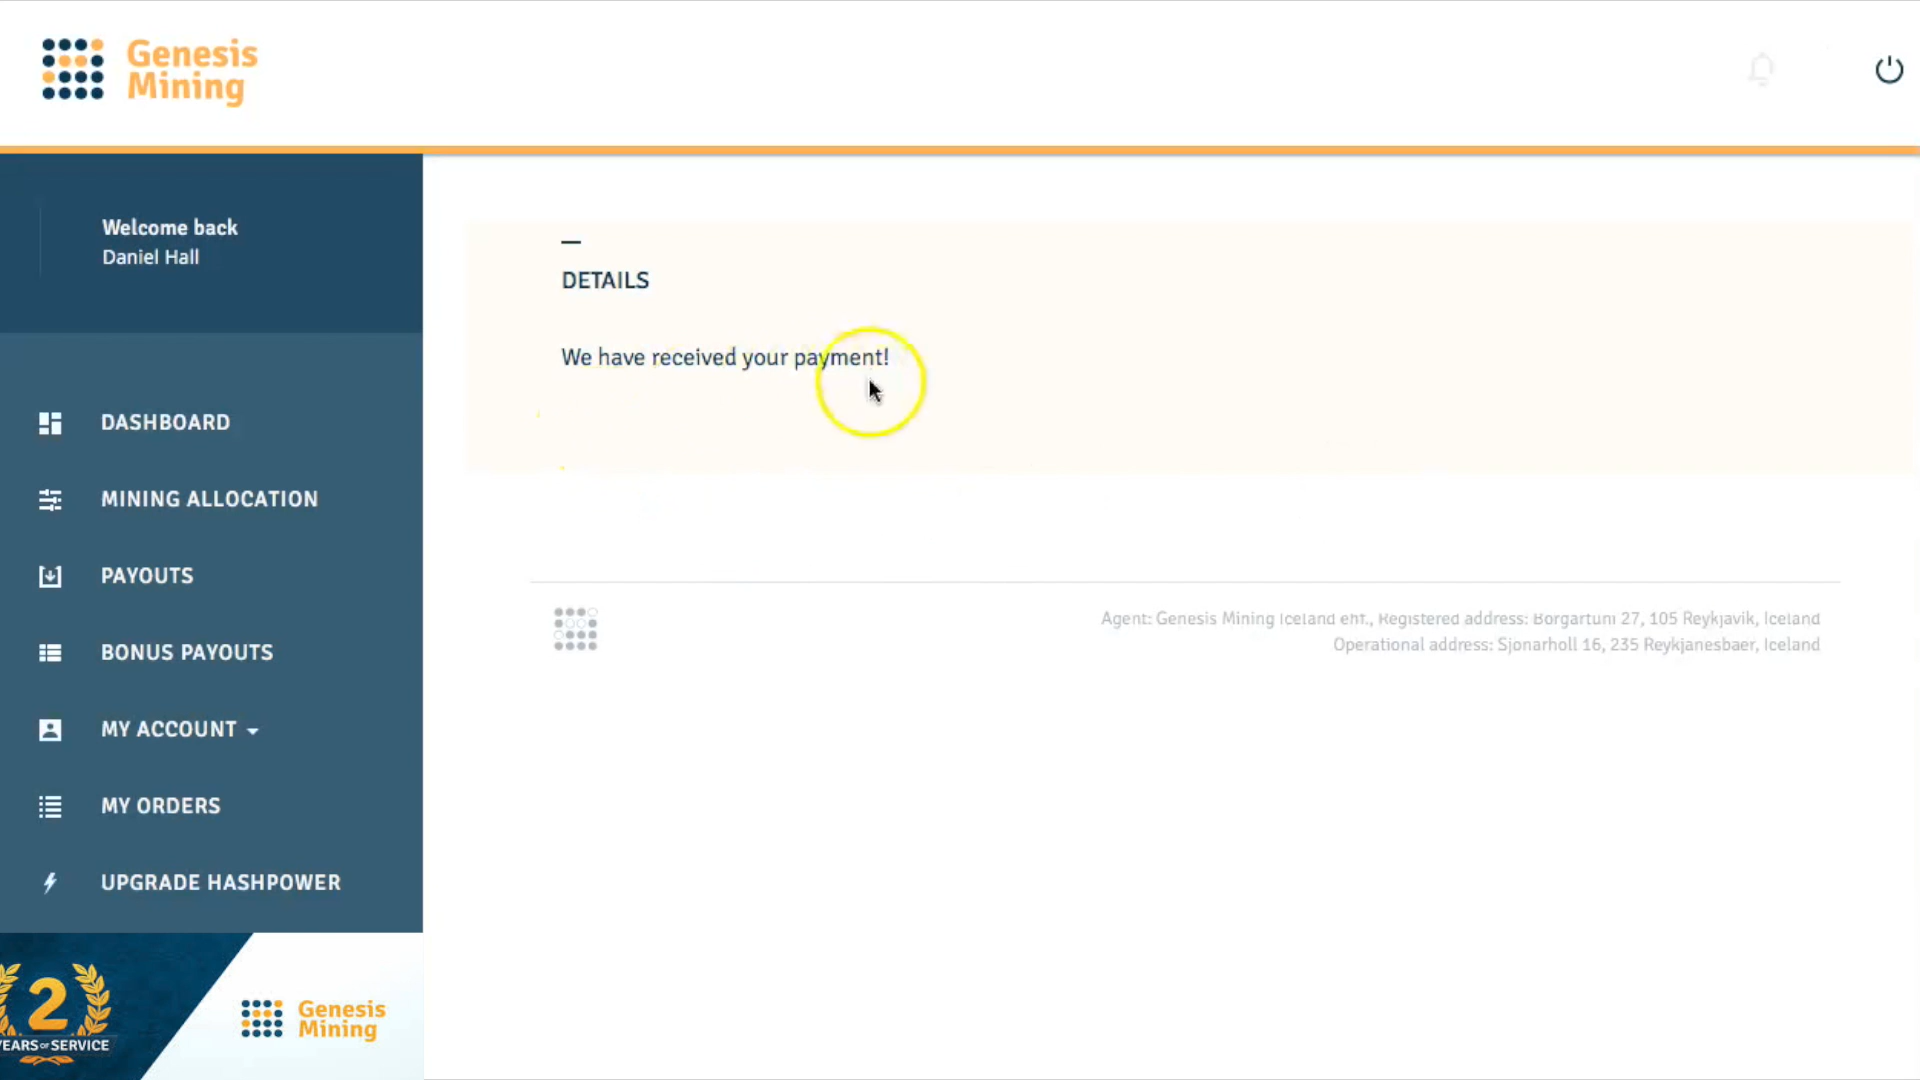 Genesis
Mining
Welcome back
Daniel Hall
DASHBOARD
MINING ALLOCATION
PAYOUTS
BONUS PAYOUTS
MY ACCOUNT
MY ORDERS
UPGRADE HASHPOWER
2
YEARS OF SERVICE
Genesis
Mining
DETAILS
We have received your payment!
Agent: Genesis Mining Iceland ehf., Registered address: Borgartuni 27, 105 Reykjavik, Iceland
Operational address: Sjonarholl 16, 235 Reykjanesbaer, Iceland